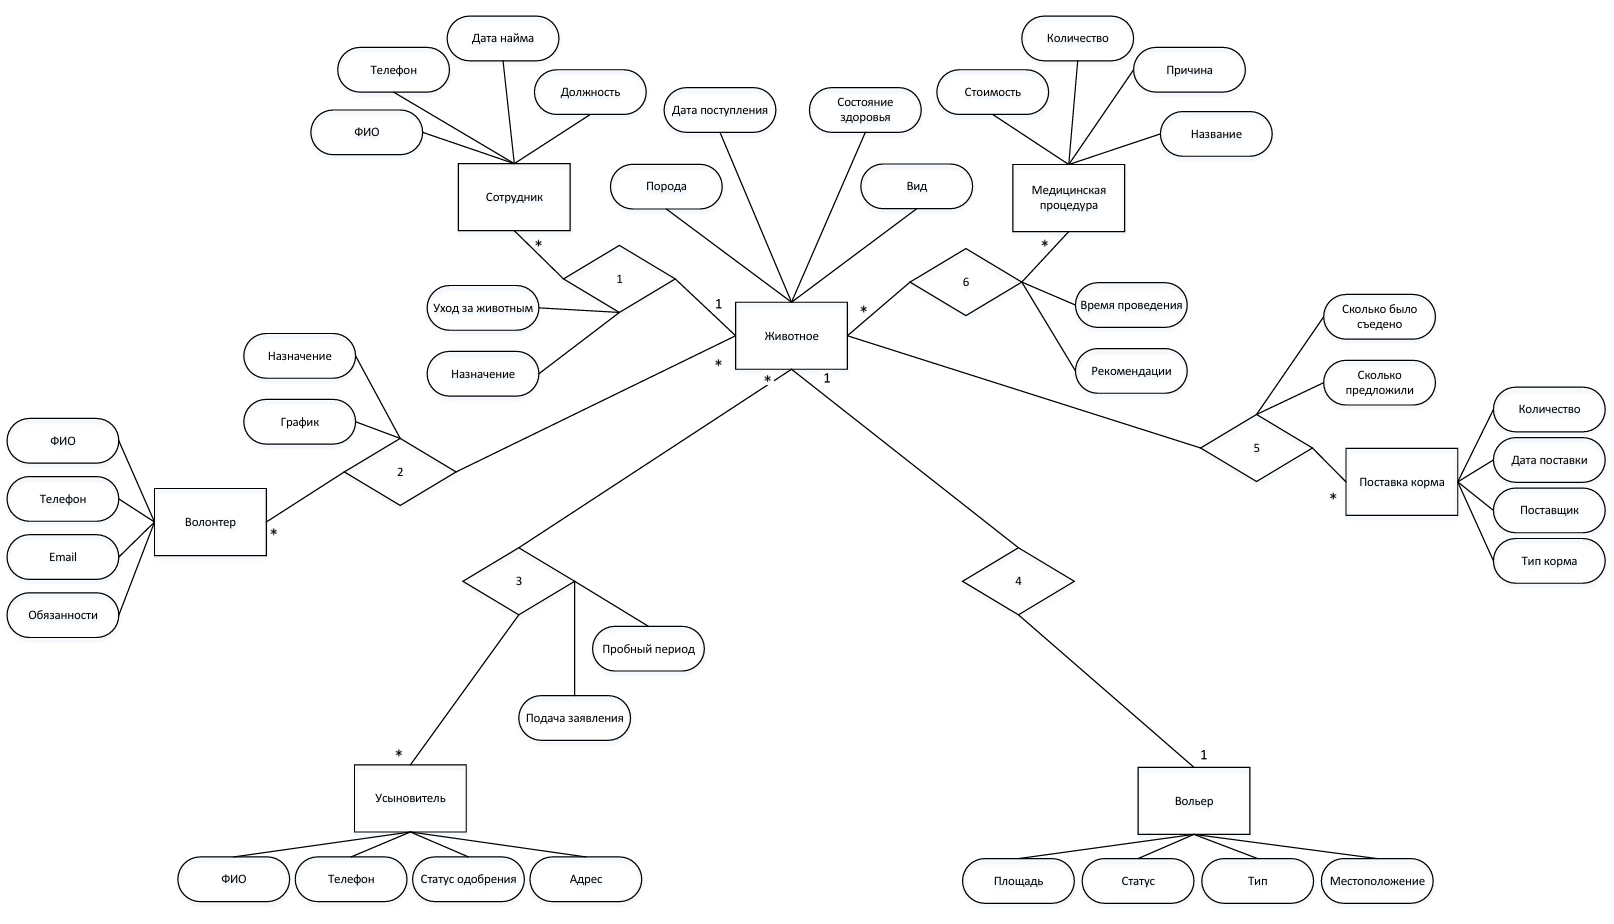 Дата найма
Количество
Телефон
Причина
Должность
Стоимость
Состояние
здоровья
Дата поступления
ФИО
Название
Порода
Вид
Сотрудник
Медицинская
процедура
*
*
1
6
Уход за животным
1
*
Время проведения
Сколько было
съедено
Животное
Назначение
*
*
1
Назначение
Рекомендации
Сколько
предложили
Количество
График
ФИО
5
Дата поставки
2
Поставка корма
Телефон
*
Поставщик
Волонтер
*
Email
Тип корма
3
4
Обязанности
Пробный период
Подача заявления
*
1
Усыновитель
Вольер
ФИО
Телефон
Статус одобрения
Адрес
Площадь
Статус
Тип
Местоположение